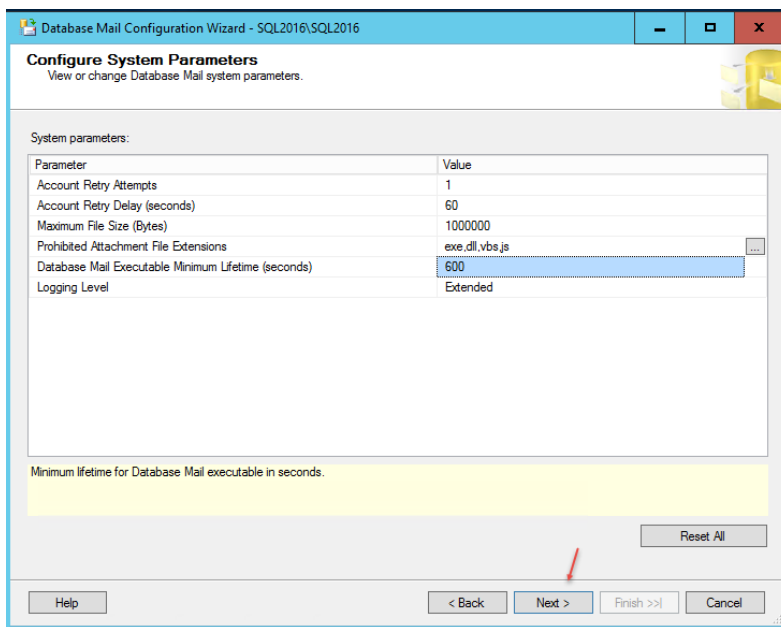 Database Mail Configuration Wizard - SQL2016\SQL2016
Configure System Parameters
View or change Database Mail system parameters.
System parameters:
Parameter Value
Account Retry Attempts 1
Account Retry Delay (seconds) 60
Maximum File Size (Bytes) 1000000
Prohibited Attachment File Extensions exe,dll,vbs,js ...
Database Mail Executable Minimum Lifetime (seconds) 600
Logging Level Extended
Minimum lifetime for Database Mail executable in seconds.
Reset All
Help < Back Next > Finish >>| Cancel